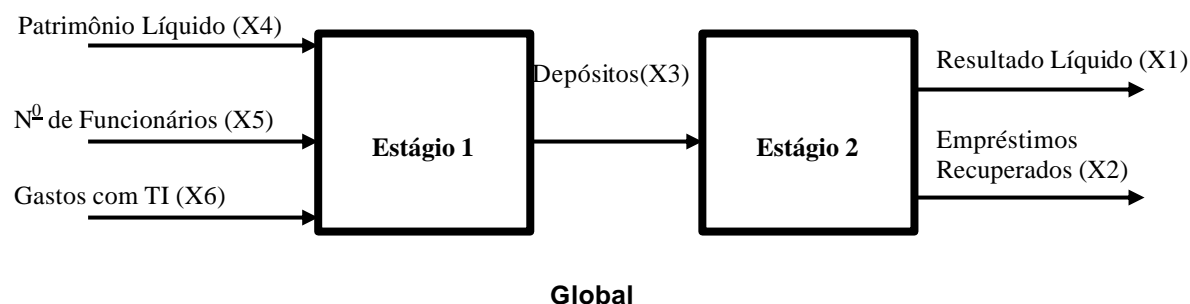 Patrimônio Líquido (X4)
Nº de Funcionários (X5)
Gastos com TI (X6)
Estágio 1
Depósitos(X3)
Estágio 2
Resultado Líquido (X1)
Empréstimos
Recuperados (X2)
Global